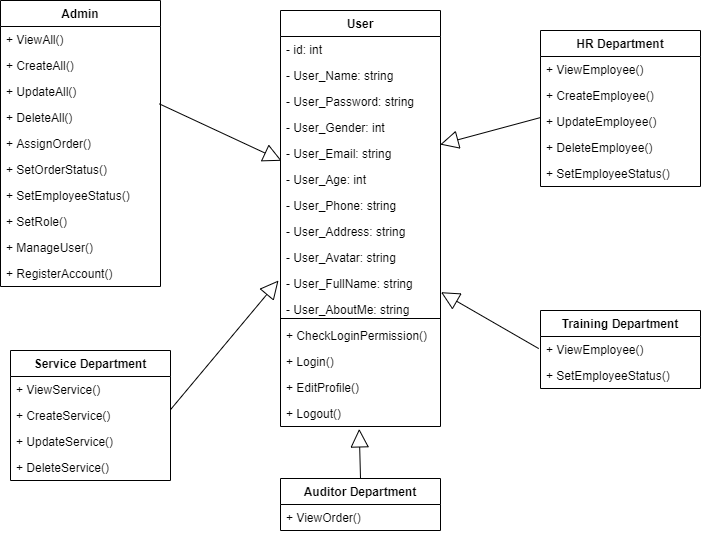 Admin
+ ViewAll()
+ CreateAll()
+ UpdateAll()
+ DeleteAll()
+ AssignOrder()
+ SetOrderStatus()
+ SetEmployeeStatus()
+ SetRole()
+ ManageUser()
+ RegisterAccount()
User
- id: int
- User_Name: string
- User_Password: string
- User_Gender: int
- User_Email: string
- User_Age: int
- User_Phone: string
- User_Address: string
- User_Avatar: string
- User_FullName: string
- User_AboutMe: string
+ CheckLoginPermission()
+ Login()
+ EditProfile()
+ Logout()
HR Department
+ ViewEmployee()
+ CreateEmployee()
+ UpdateEmployee()
+ DeleteEmployee()
+ SetEmployeeStatus()
Service Department
+ ViewService()
+ CreateService()
+ UpdateService()
+ DeleteService()
Training Department
+ ViewEmployee()
+ SetEmployeeStatus()
Auditor Department
+ ViewOrder()